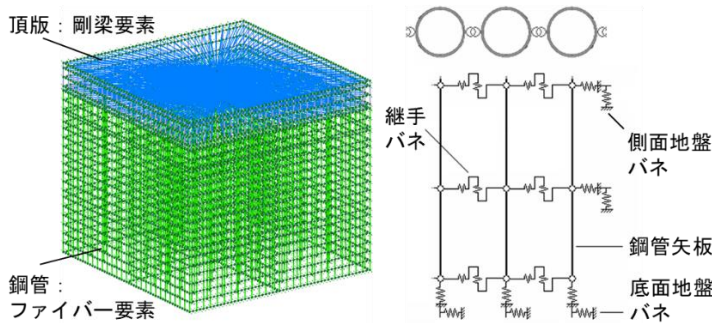 頂版：剛梁要素
鋼管：
ファイバー要素
継手
バネ
側面地盤
バネ
鋼管矢板
底面地盤
バネ